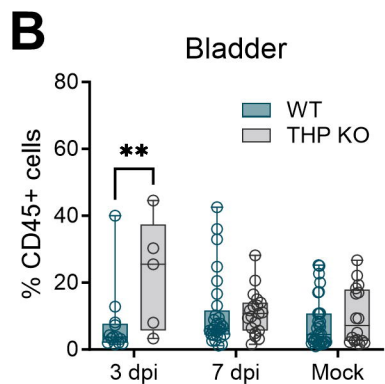 B
Bladder
% CD45+ cells
80
60
40
20
0
WT
THP KO
**
3 dpi
7 dpi
Mock